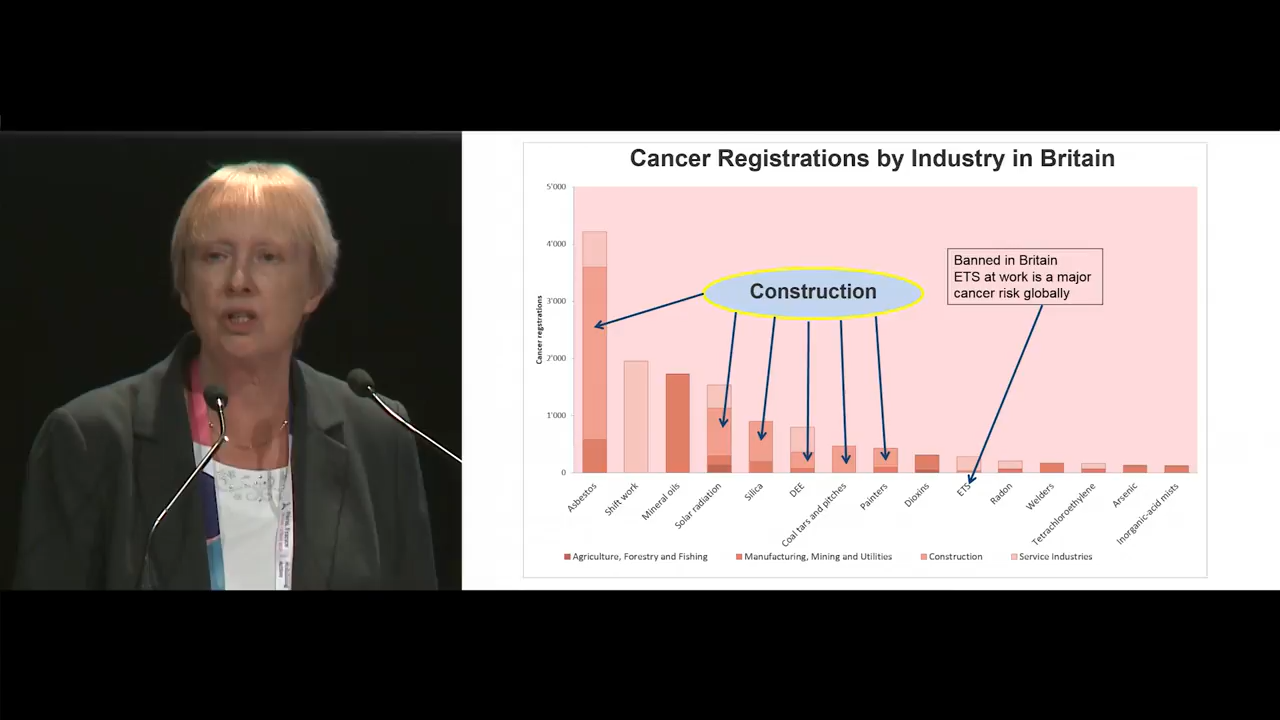 Cancer Registrations by Industry in Britain
5'000
4'000
3'000
2'000
1'000
0
Cancer regstrations
Construction
Banned in Britain
ETS at work is a major
cancer risk globally
Asbestos
Shift work
Mineral oils
Solar radiation
Silica
DEE
Coal tars and pitches
Painters
Dioxins
ETS
Radon
Welders
Tetrachloroethylene
Arsenic
Inorganic-acid mists
Agriculture, Forestry and Fishing
Manufacturing, Mining and Utilities
Construction
Service Industries